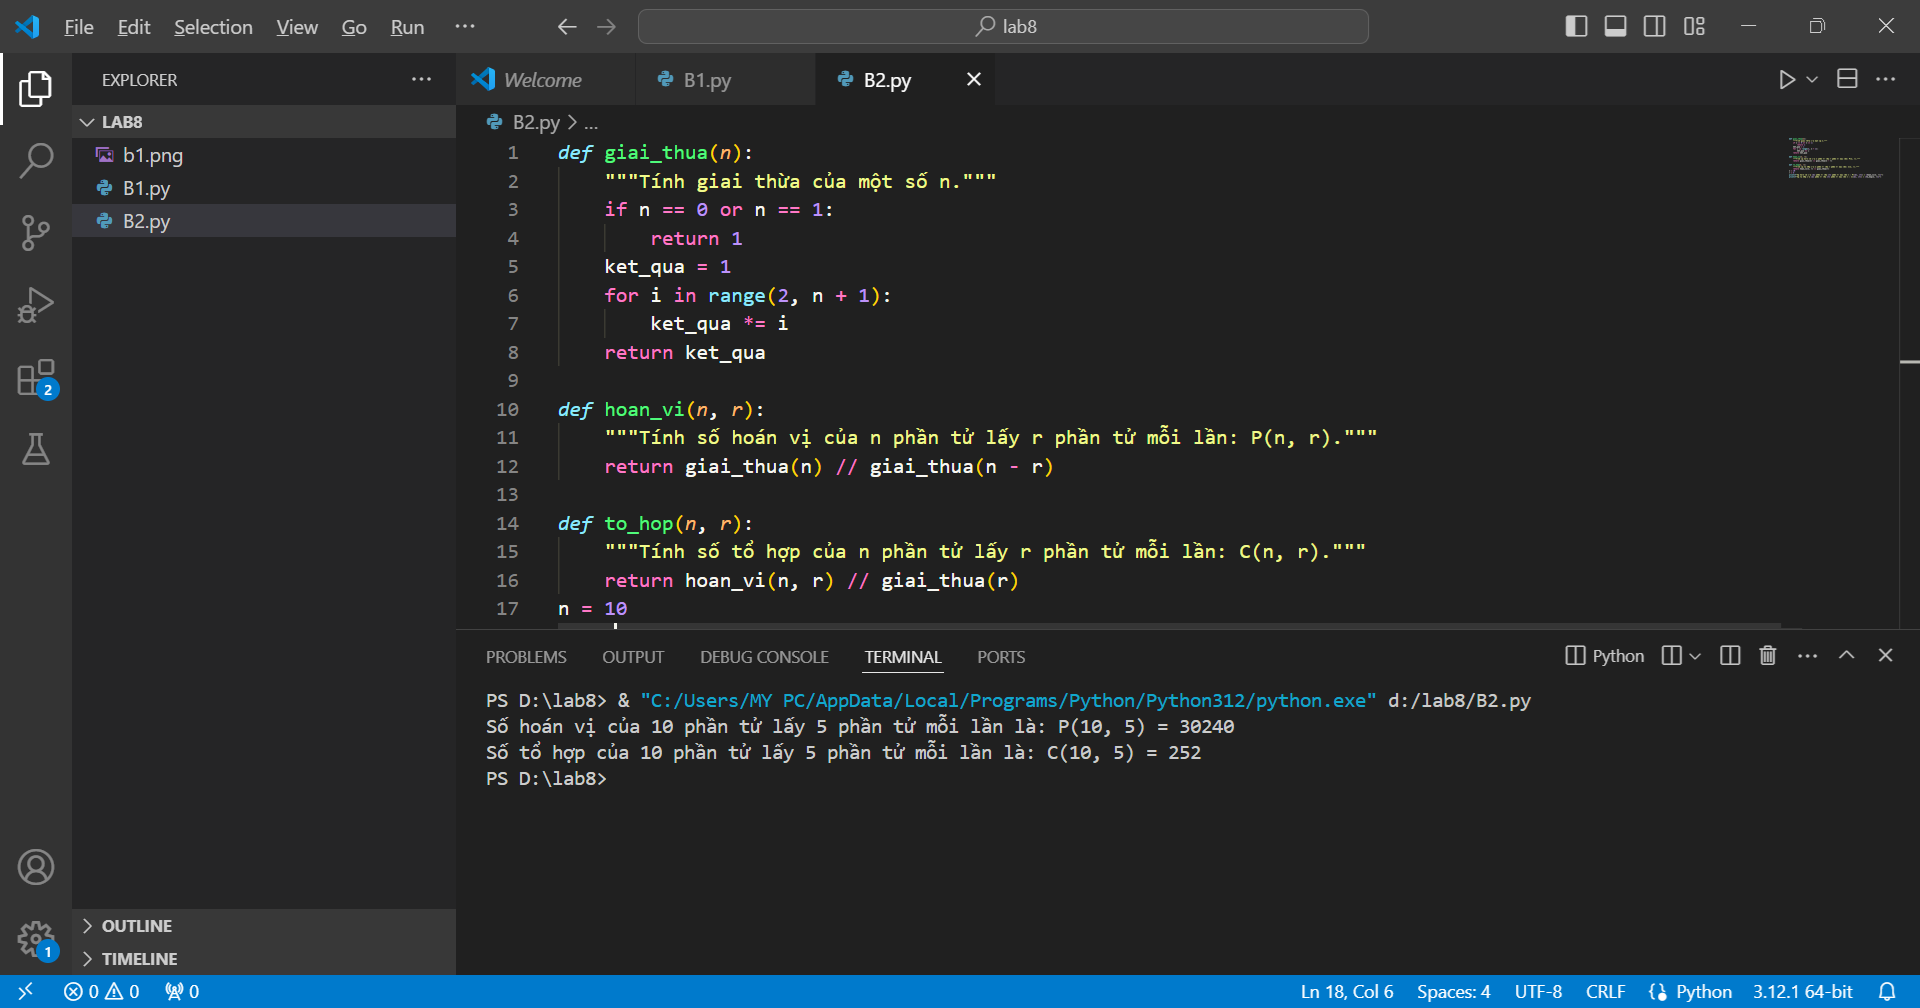 File Edit Selection View Go Run ... lab8
EXPLORER
LAB8
b1.png
B1.py
B2.py
OUTLINE
TIMELINE
2
1
Welcome B1.py B2.py
B2.py > ...
1 def giai_thua(n):
2 """Tính giai thừa của một số n."""
3 if n == 0 or n == 1:
4 return 1
5 ket_qua = 1
6 for i in range(2, n + 1):
7 ket_qua *= i
8 return ket_qua
9
10 def hoan_vi(n, r):
11 """Tính số hoán vị của n phần tử lấy r phần tử mỗi lần: P(n, r)."""
12 return giai_thua(n) // giai_thua(n - r)
13
14 def to_hop(n, r):
15 """Tính số tổ hợp của n phần tử lấy r phần tử mỗi lần: C(n, r)."""
16 return hoan_vi(n, r) // giai_thua(r)
17 n = 10
PROBLEMS OUTPUT DEBUG CONSOLE TERMINAL PORTS Python
PS D:\lab8> & "C:/Users/MY PC/AppData/Local/Programs/Python/Python312/python.exe" d:/lab8/B2.py
Số hoán vị của 10 phần tử lấy 5 phần tử mỗi lần là: P(10, 5) = 30240
Số tổ hợp của 10 phần tử lấy 5 phần tử mỗi lần là: C(10, 5) = 252
PS D:\lab8>
0 0 0 Ln 18, Col 6 Spaces: 4 UTF-8 CRLF Python 3.12.1 64-bit